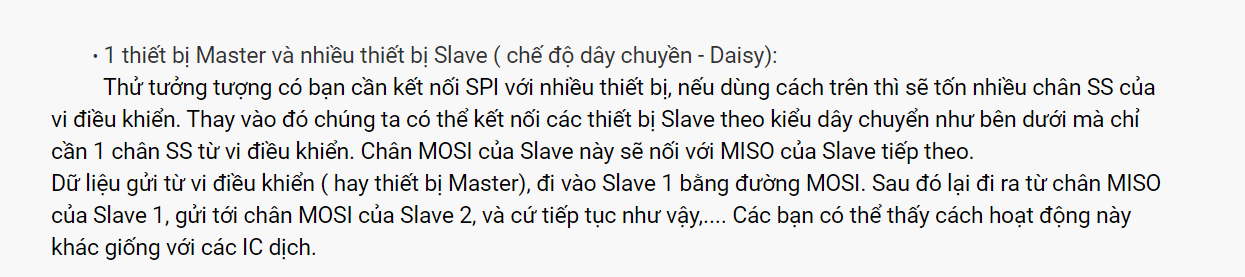 · 1 thiết bị Master và nhiều thiết bị Slave ( chế độ dây chuyền - Daisy):
Thử tưởng tượng có bạn cần kết nối SPI với nhiều thiết bị, nếu dùng cách trên thì sẽ tốn nhiều chân SS của
vi điều khiển. Thay vào đó chúng ta có thể kết nối các thiết bị Slave theo kiểu dây chuyển như bên dưới mà chỉ
cần 1 chân SS từ vi điều khiển. Chân MOSI của Slave này sẽ nối với MISO của Slave tiếp theo.
Dữ liệu gửi từ vi điều khiển ( hay thiết bị Master), đi vào Slave 1 bằng đường MOSI. Sau đó lại đi ra từ chân MISO
của Slave 1, gửi tới chân MOSI của Slave 2, và cứ tiếp tục như vậy,.... Các bạn có thể thấy cách hoạt động này
khác giống với các IC dịch.